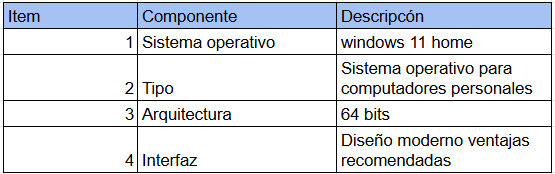 Item Componente Descripcón
1 Sistema operativo windows 11 home
2 Tipo Sistema operativo para
computadores personales
3 Arquitectura 64 bits
4 Interfaz Diseño moderno ventajas
recomendadas